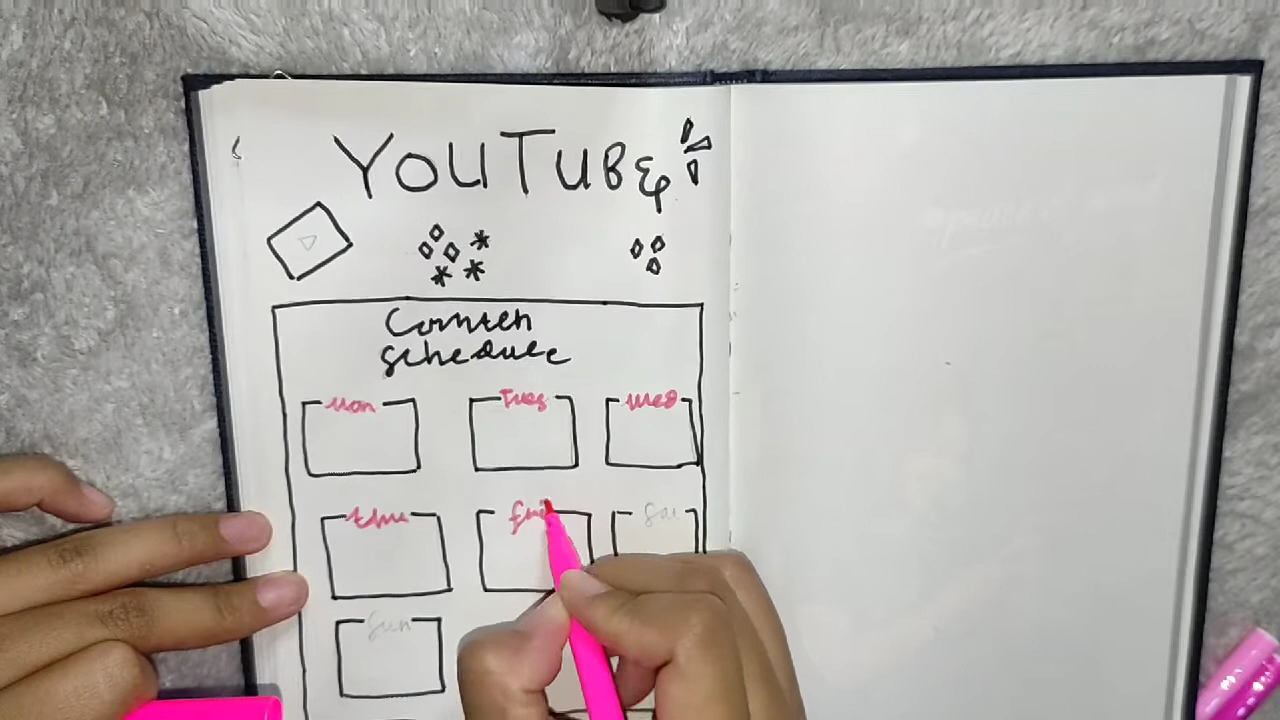 YOUTUBE
Conten
schedule
Mon Tues Wed
thu fri Sat
Sun